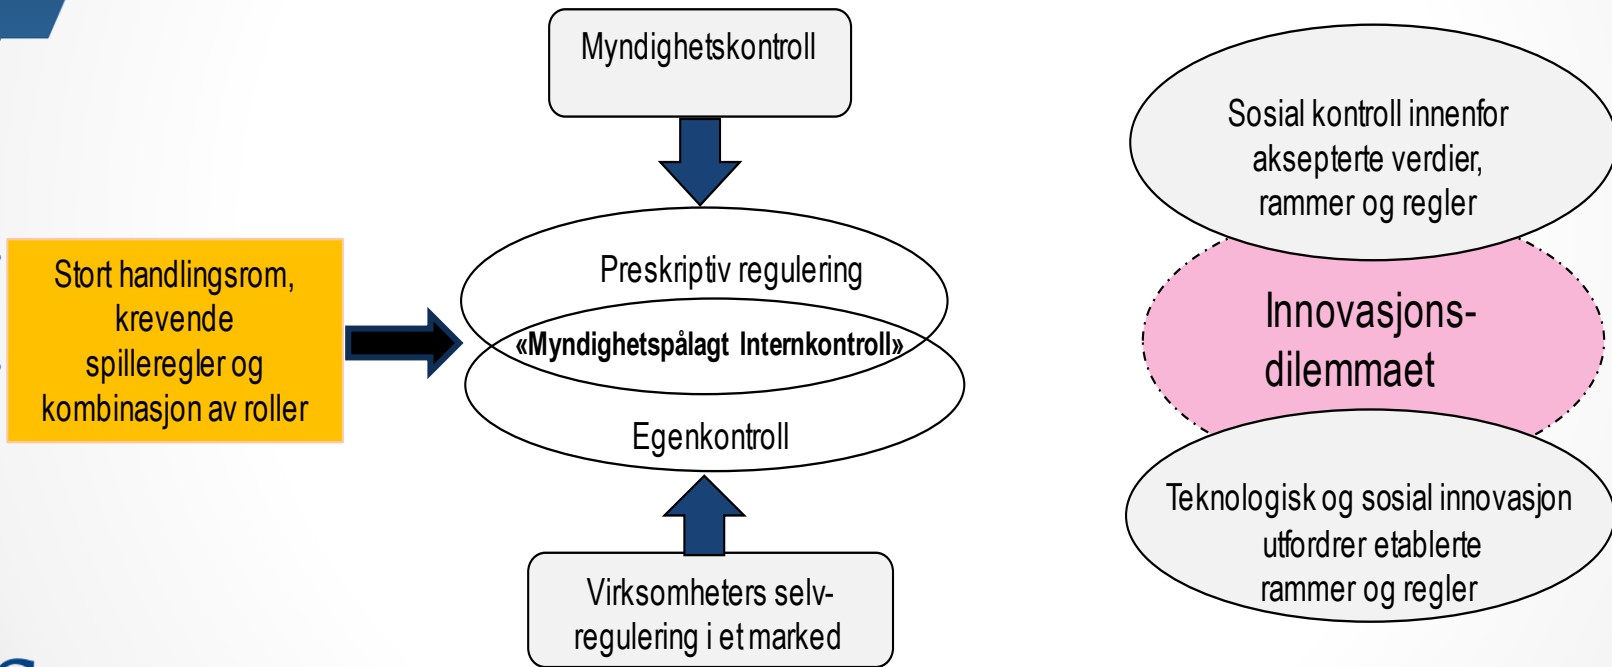 Myndighetskontroll
Stort handlingsrom,
krevende
spilleregler og
kombinasjon av roller
Preskriptiv regulering
«Myndighetspålagt Internkontroll»
Egenkontroll
Virksomheters selv-
regulering i et marked
Sosial kontroll innenfor
aksepterte verdier,
rammer og regler
Innovasjons-
dilemmaet
Teknologisk og sosial innovasjon
utfordrer etablerte
rammer og regler